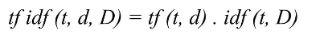 tf idf (t, d, D) = tf (t, d) . idf (t, D)